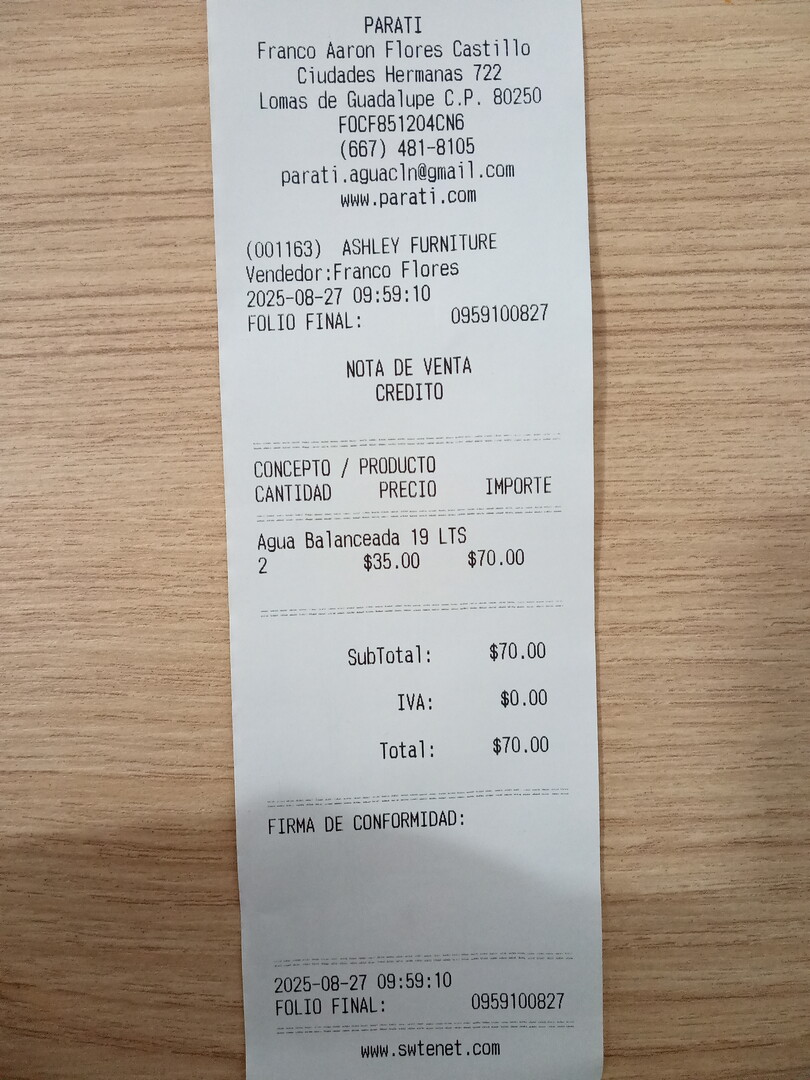 PARATI
Franco Aaron Flores Castillo
Ciudades Hermanas 722
Lomas de Guadalupe C.P. 80250
FOCF851204CN6
(667) 481-8105
parati.aguacln@gmail.com
www.parati.com
(001163) ASHLEY FURNITURE
Vendedor:Franco Flores
2025-08-27 09:59:10
FOLIO FINAL: 0959100827
NOTA DE VENTA
CREDITO
CONCEPTO / PRODUCTO
CANTIDAD PRECIO IMPORTE
Agua Balanceada 19 LTS
2 $35.00 $70.00
SubTotal: $70.00
IVA: $0.00
Total: $70.00
FIRMA DE CONFORMIDAD:
2025-08-27 09:59:10
FOLIO FINAL: 0959100827
www.swtenet.com